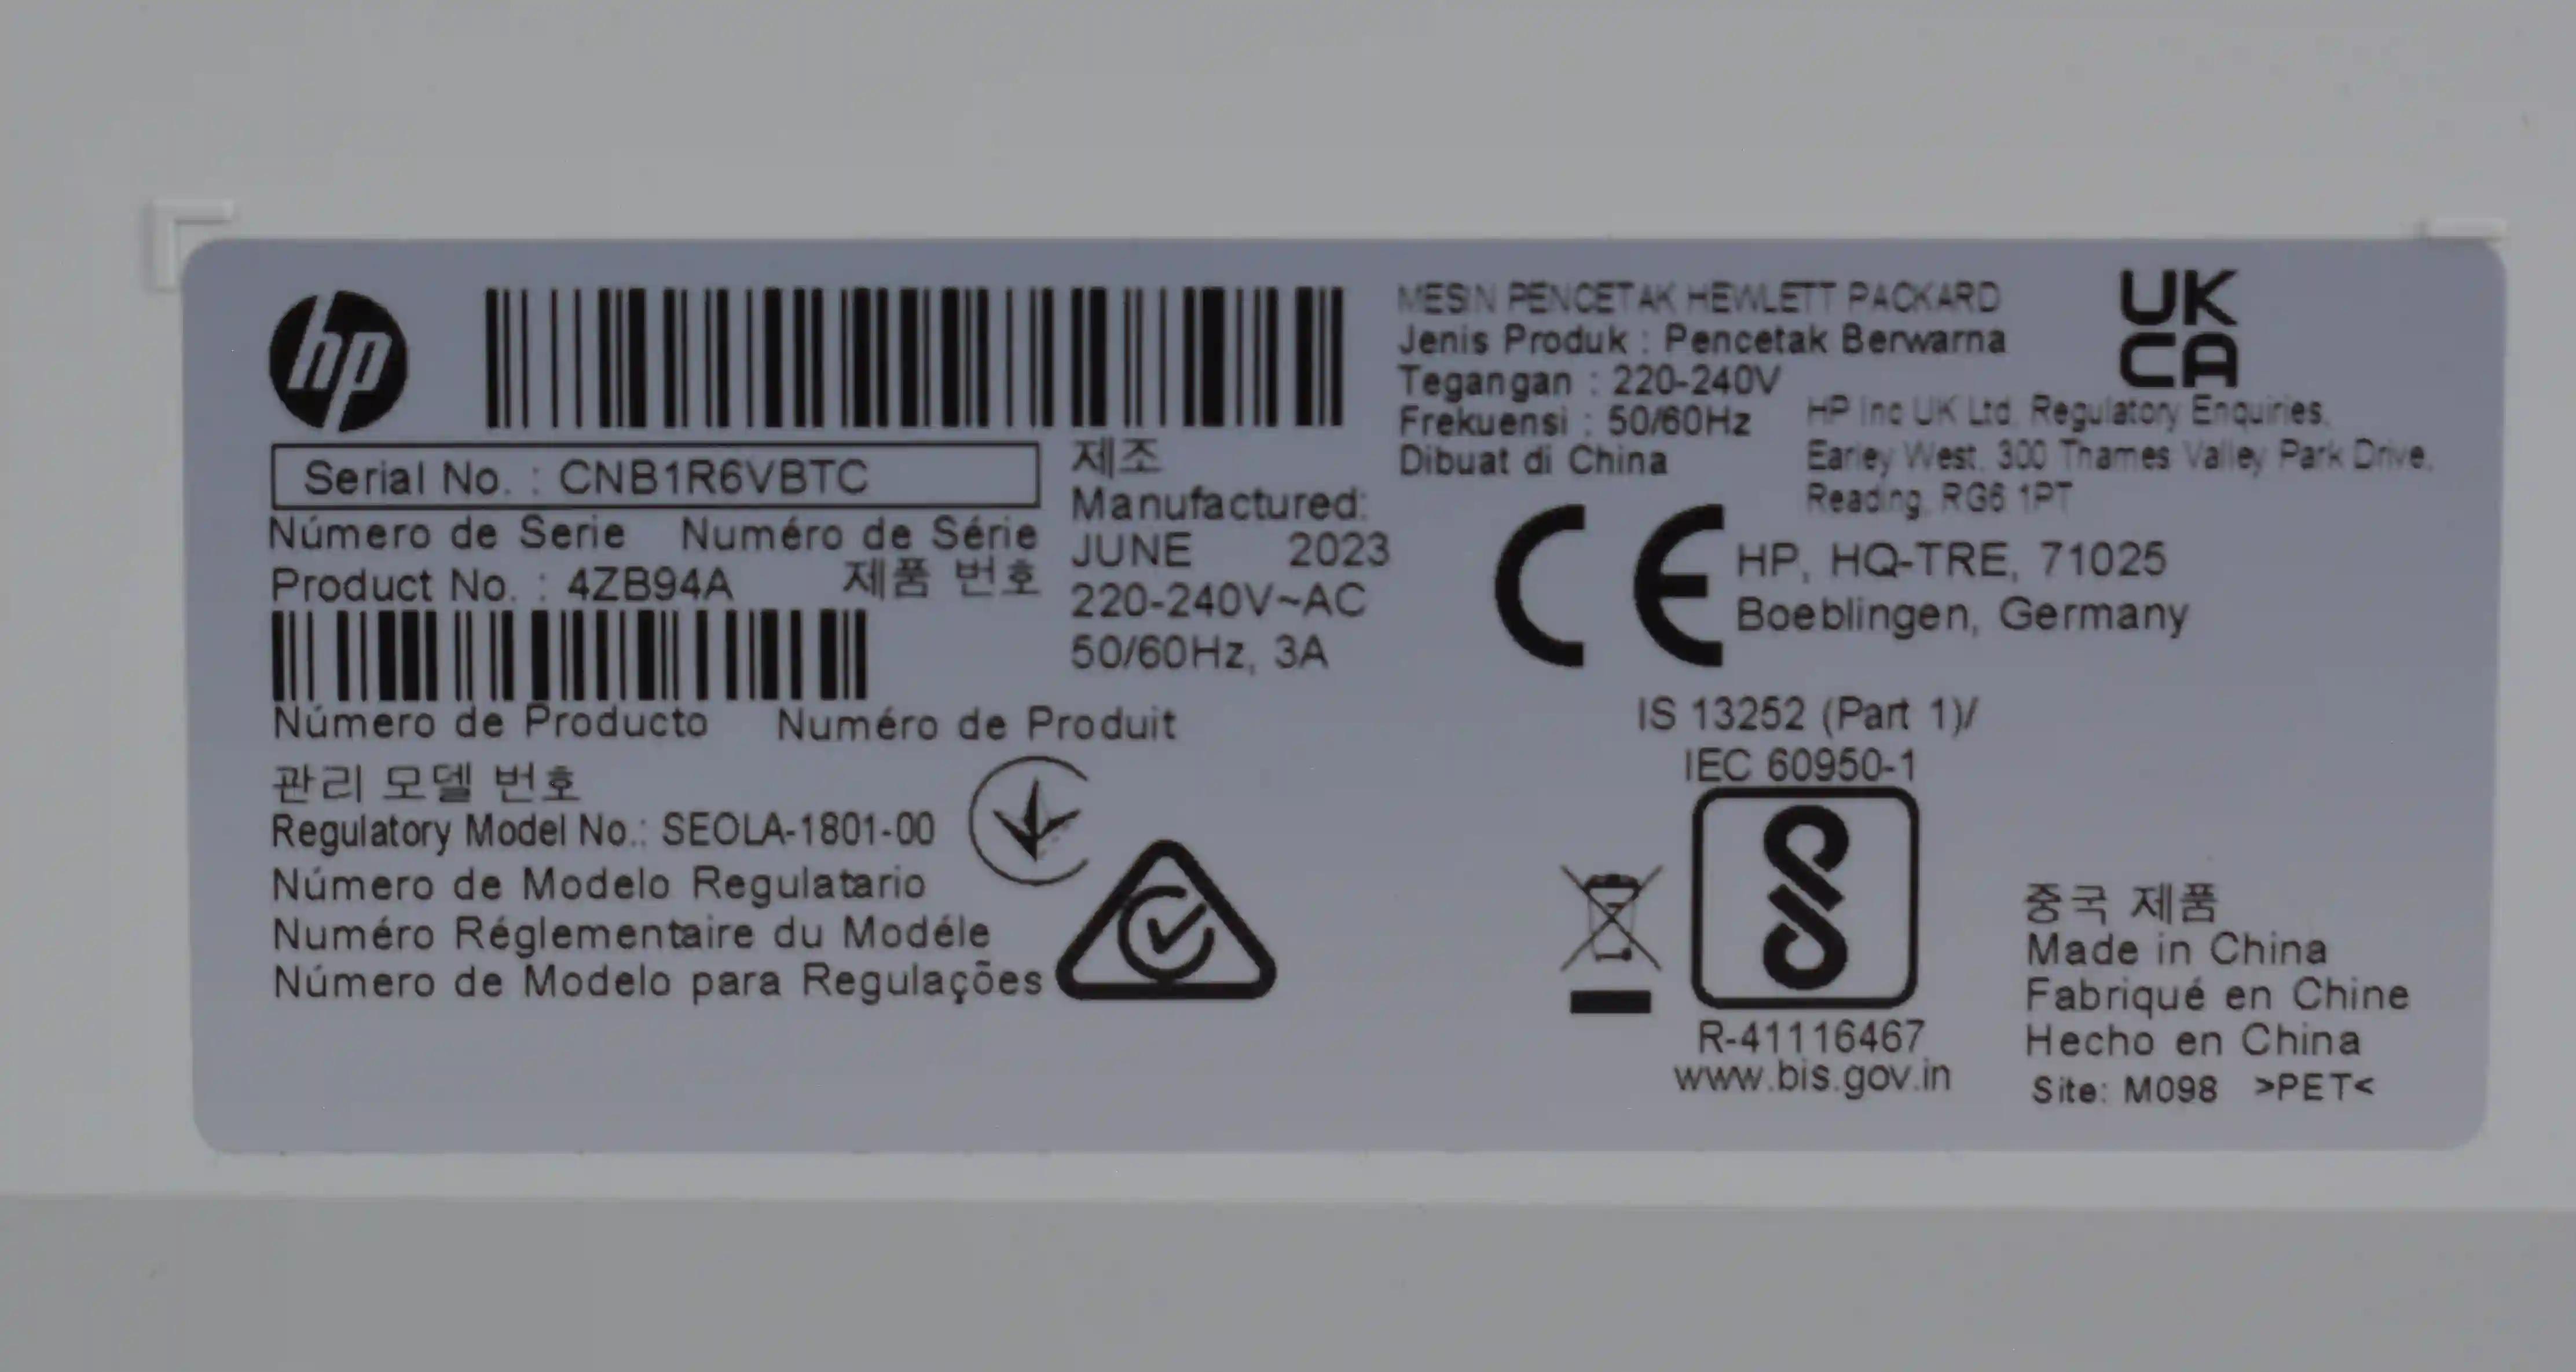 hp
Serial No. : CNB1R6VBTC
Número de Serie Numéro de Série
Product No. : 4ZB94A 제품 번호
Número de Producto Numéro de Produit
관리 모델 번호
Regulatory Model No.: SEOLA-1801-00
Número de Modelo Regulatario
Numéro Réglementaire du Modéle
Número de Modelo para Regulações
제조
Manufactured:
JUNE 2023
220-240V~AC
50/60Hz, 3A
MESIN PENCETAK HEWLETT PACKARD
Jenis Produk : Pencetak Berwarna
Tegangan : 220-240V
Frekuensi : 50/60Hz
Dibuat di China
UK
CA
HP Inc UK Ltd. Regulatory Enquiries,
Earley West. 300 Thames Valley Park Drive,
Reading, RG6 1PT
CE
HP, HQ-TRE, 71025
Boeblingen, Germany
IS 13252 (Part 1)/
IEC 60950-1
R-41116467
www.bis.gov.in
중국 제품
Made in China
Fabriqué en Chine
Hecho en China
Site: M098 >PET<